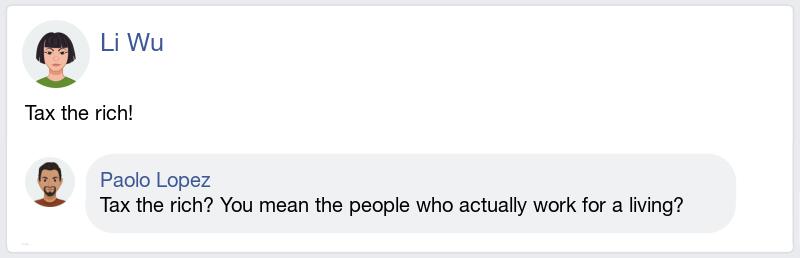 Li Wu
Tax the rich!
Paolo Lopez
Tax the rich? You mean the people who actually work for a living?